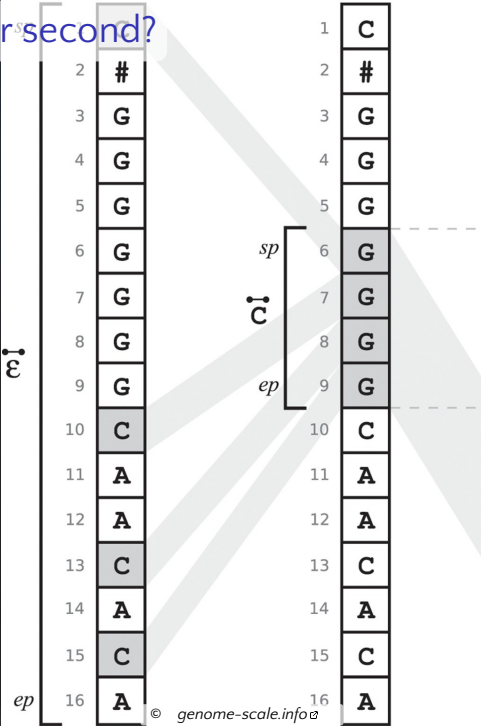 r second?
sp 1 C 1 C
2 # 2 #
3 G 3 G
4 G 4 G
5 G 5 G
6 G sp 6 G
7 G C 7 G
8 G 8 G
ε
9 G ep 9 G
10 C 10 C
11 A 11 A
12 A 12 A
13 C 13 C
14 A 14 A
15 C 15 C
ep 16 A 16 A
© genome-scale.info